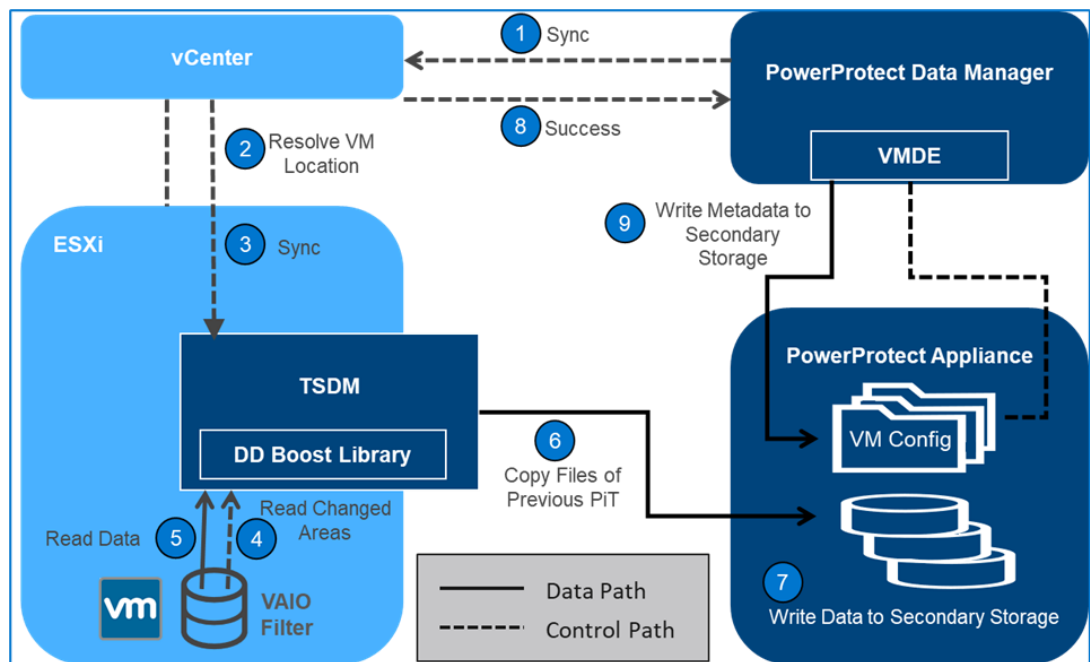 1
Sync
vCenter
PowerProtect Data Manager
8
Success
2
Resolve VM
Location
VMDE
9
Write Metadata to
Secondary
Storage
ESXi
3
Sync
PowerProtect Appliance
TSDM
VM Config
DD Boost Library
6
Copy Files of
Previous PiT
Read Data
5
4
Read Changed
Areas
vm
VAIO
Filter
Data Path
Control Path
7
Write Data to Secondary Storage